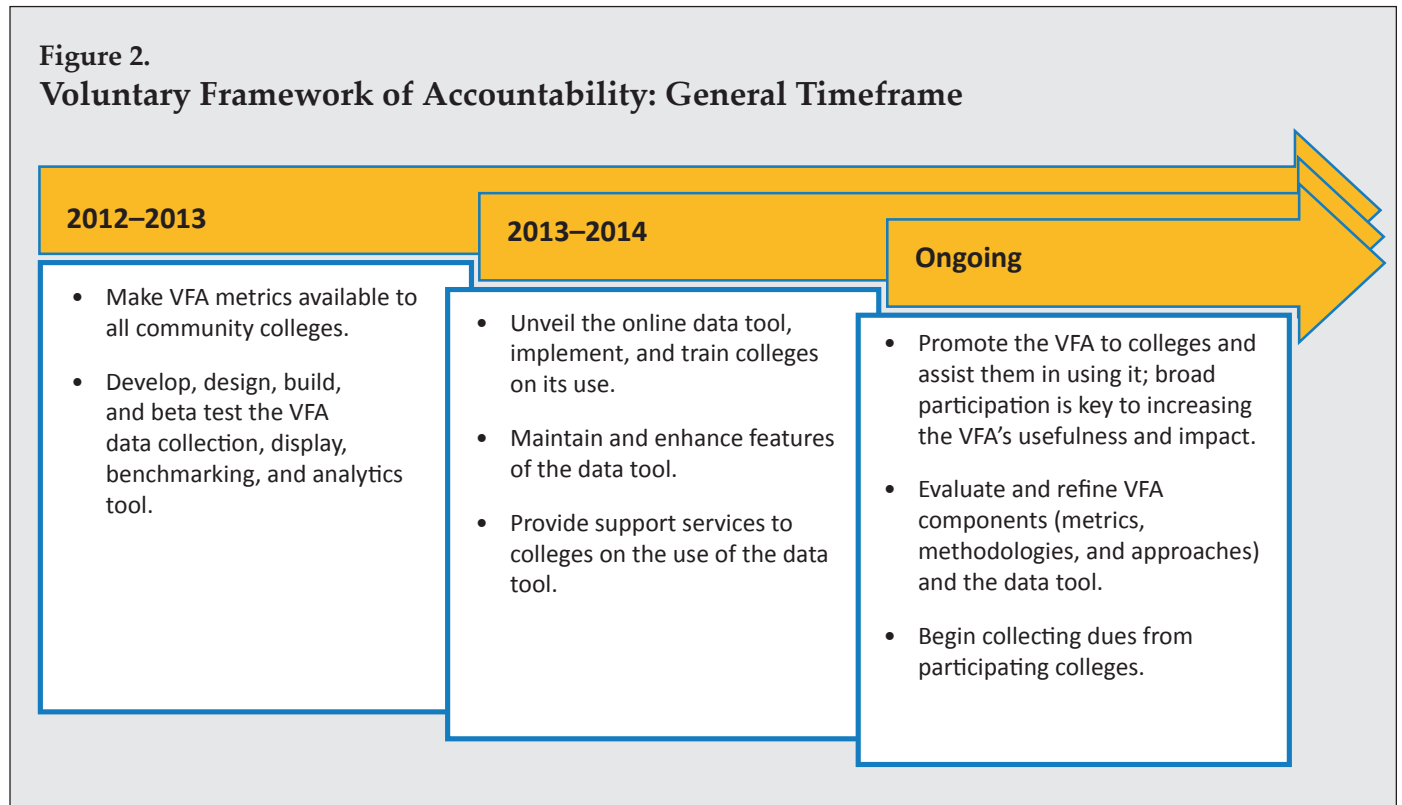 Figure 2.
Voluntary Framework of Accountability: General Timeframe
2012–2013
• Make VFA metrics available to
all community colleges.
• Develop, design, build,
and beta test the VFA
data collection, display,
benchmarking, and analytics
tool.
2013–2014
• Unveil the online data tool,
implement, and train colleges
on its use.
• Maintain and enhance features
of the data tool.
• Provide support services to
colleges on the use of the data
tool.
Ongoing
• Promote the VFA to colleges and
assist them in using it; broad
participation is key to increasing
the VFA's usefulness and impact.
• Evaluate and refine VFA
components (metrics,
methodologies, and approaches)
and the data tool.
• Begin collecting dues from
participating colleges.